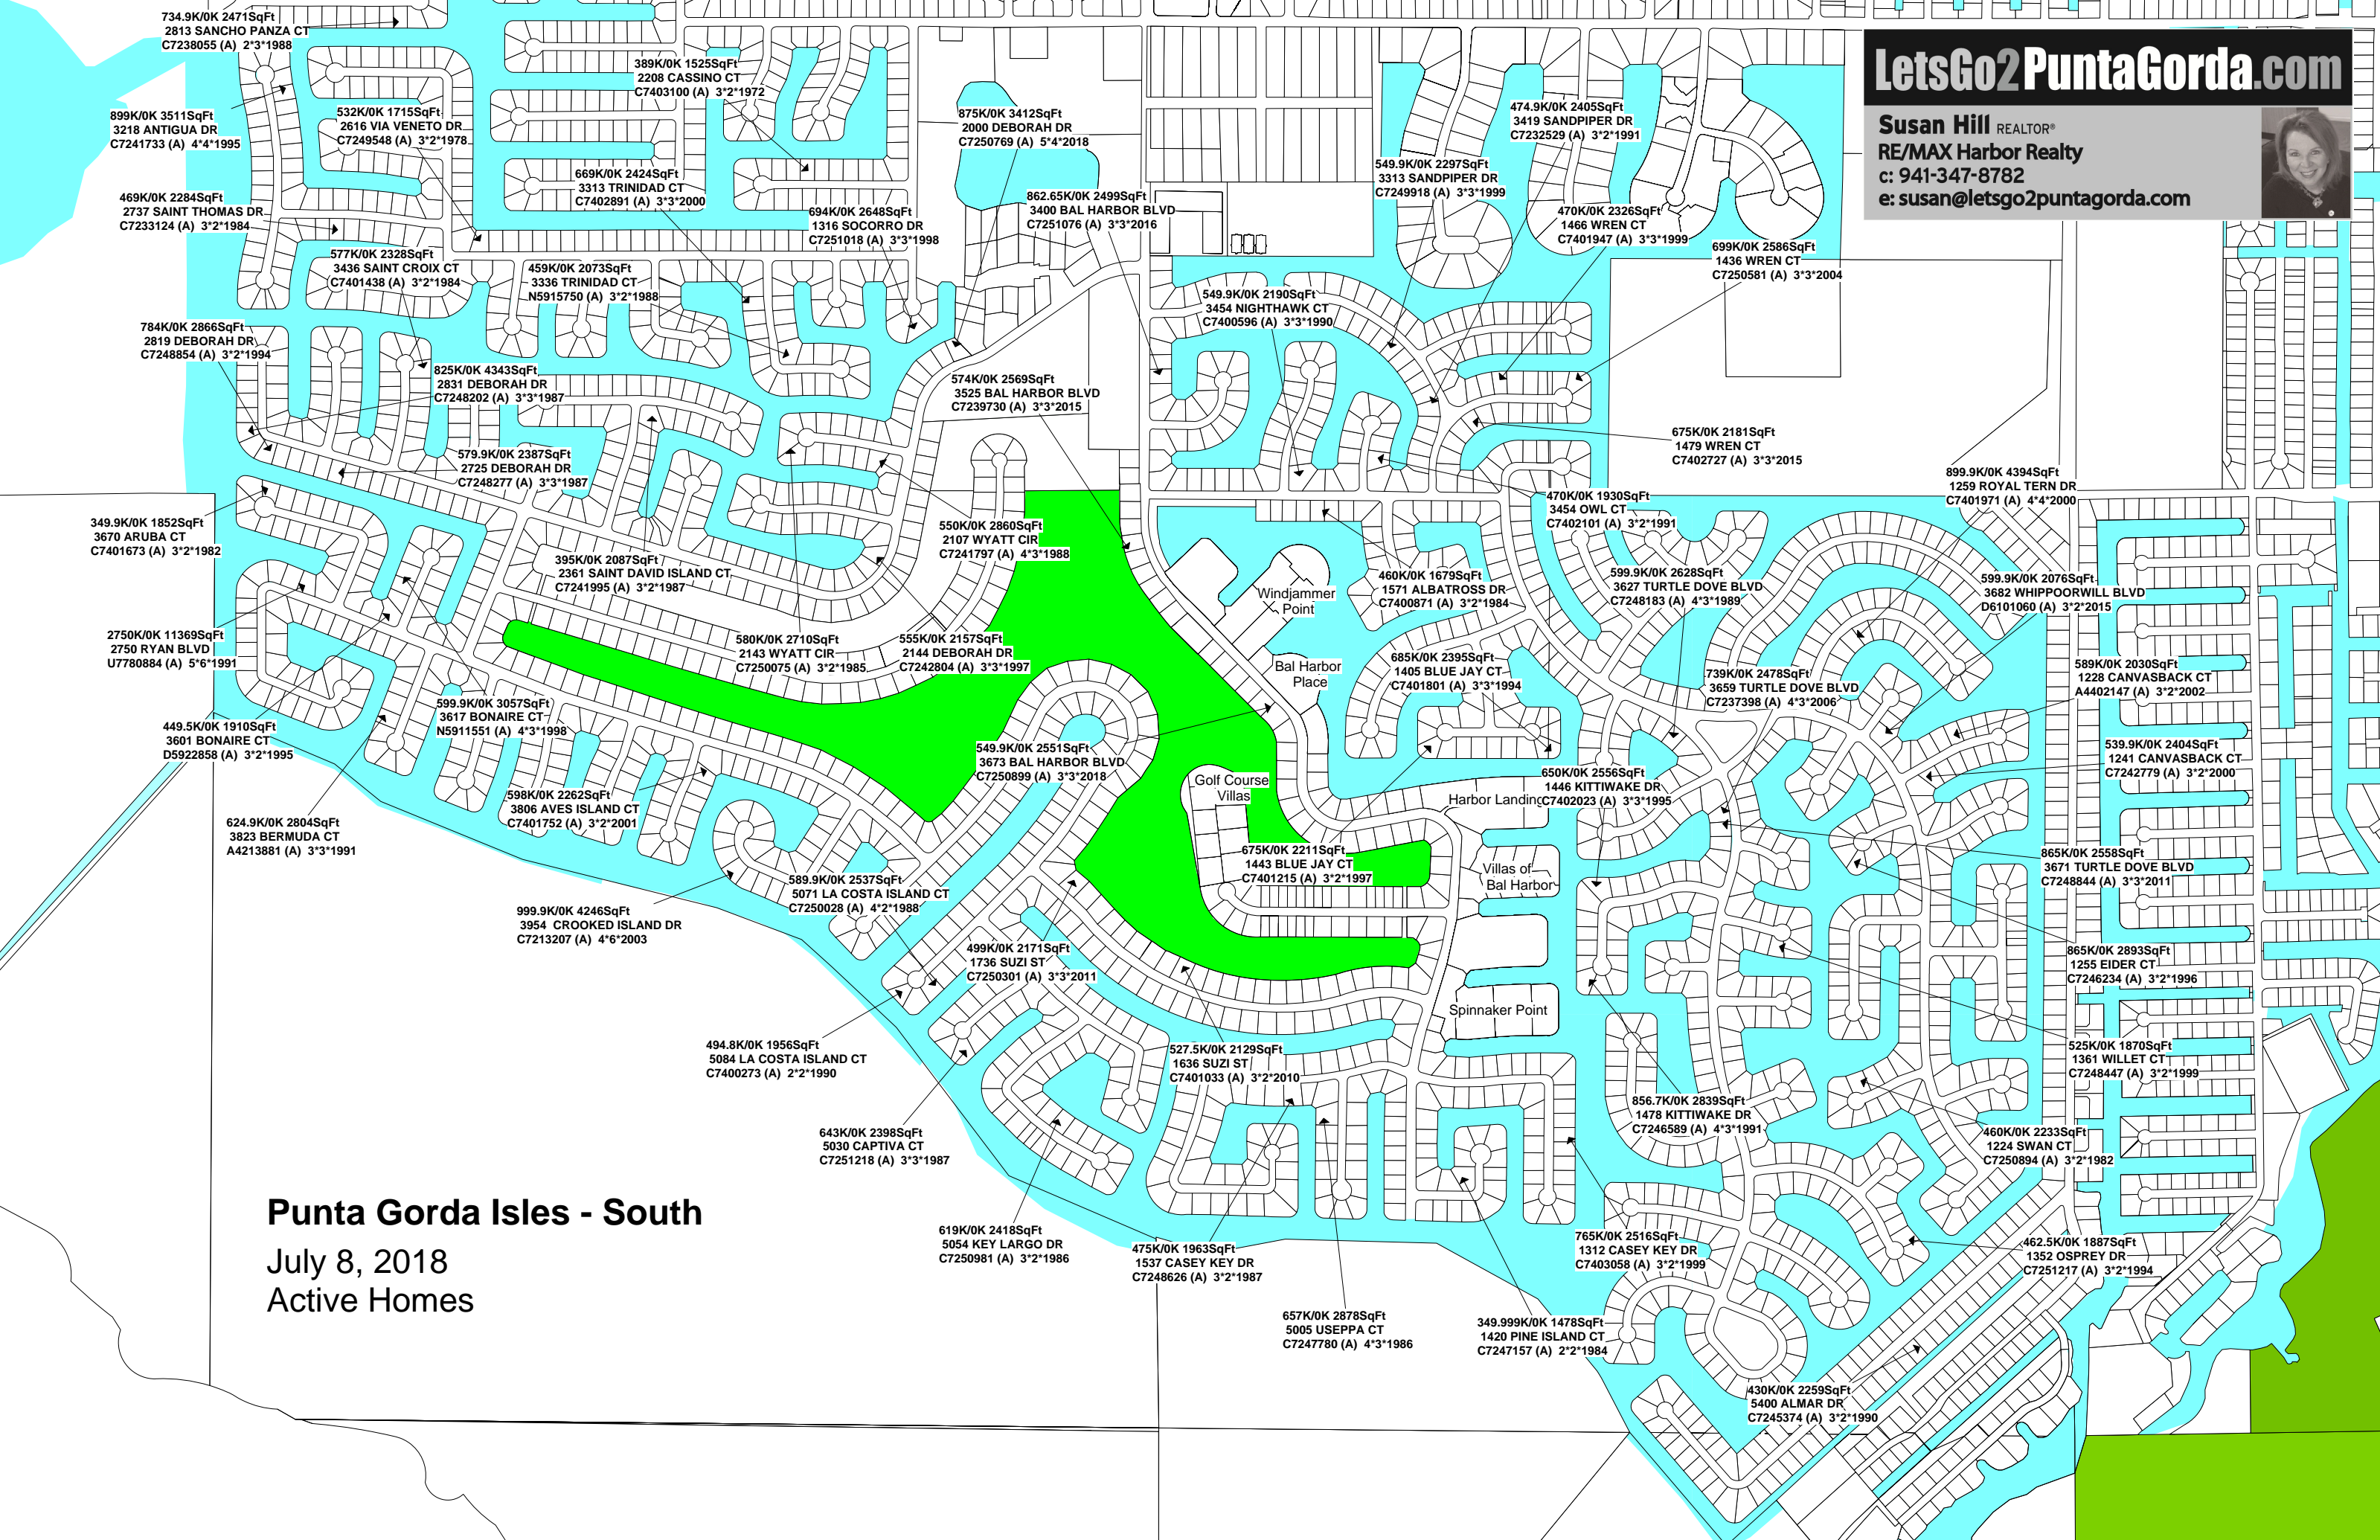 734.9K/0K 2471SqFt
2813 SANCHO PANZA CT
C7238055 (A) 2*3*1988
LetsGo2PuntaGorda.com
Susan Hill REALTOR®
RE/MAX Harbor Realty
c: 941-347-8782
e: susan@letsgo2puntagorda.com
389K/0K 1525SqFt
2208 CASSINO CT
C7403100 (A) 3*2*1972
899K/0K 3511SqFt
3218 ANTIGUA DR
C7241733 (A) 4*4*1995
532K/0K 1715SqFt
2616 VIA VENETO DR
C7249548 (A) 3*2*1978
875K/0K 3412SqFt
2000 DEBORAH DR
C7250769 (A) 5*4*2018
474.9K/0K 2405SqFt
3419 SANDPIPER DR
C7232529 (A) 3*2*1991
549.9K/0K 2297SqFt
3313 SANDPIPER DR
C7249918 (A) 3*3*1999
669K/0K 2424SqFt
3313 TRINIDAD CT
C7402891 (A) 3*3*2000
469K/0K 2284SqFt
2737 SAINT THOMAS DR
C7233124 (A) 3*2*1984
694K/0K 2648SqFt
1316 SOCORRO DR
C7251018 (A) 3*3*1998
862.65K/0K 2499SqFt
3400 BAL HARBOR BLVD
C7251076 (A) 3*3*2016
470K/0K 2326SqFt
1466 WREN CT
C7401947 (A) 3*3*1999
699K/0K 2586SqFt
1436 WREN CT
C7250581 (A) 3*3*2004
577K/0K 2328SqFt
3436 SAINT CROIX CT
C7401438 (A) 3*2*1984
459K/0K 2073SqFt
3336 TRINIDAD CT
N5915750 (A) 3*2*1988
549.9K/0K 2190SqFt
3454 NIGHTHAWK CT
C7400596 (A) 3*3*1990
784K/0K 2866SqFt
2819 DEBORAH DR
C7248854 (A) 3*2*1994
825K/0K 4343SqFt
2831 DEBORAH DR
C7248202 (A) 3*3*1987
574K/0K 2569SqFt
3525 BAL HARBOR BLVD
C7239730 (A) 3*3*2015
675K/0K 2181SqFt
1479 WREN CT
C7402727 (A) 3*3*2015
579.9K/0K 2387SqFt
2725 DEBORAH DR
C7248277 (A) 3*3*1987
899.9K/0K 4394SqFt
1259 ROYAL TERN DR
C7401971 (A) 4*4*2000
470K/0K 1930SqFt
3454 OWL CT
C7402101 (A) 3*2*1991
349.9K/0K 1852SqFt
3670 ARUBA CT
C7401673 (A) 3*2*1982
550K/0K 2860SqFt
2107 WYATT CIR
C7241797 (A) 4*3*1988
395K/0K 2087SqFt
2361 SAINT DAVID ISLAND CT
C7241995 (A) 3*2*1987
Windjammer
Point
460K/0K 1679SqFt
1571 ALBATROSS DR
C7400871 (A) 3*2*1984
599.9K/0K 2628SqFt
3627 TURTLE DOVE BLVD
C7248183 (A) 4*3*1989
599.9K/0K 2076SqFt
3682 WHIPPOORWILL BLVD
D6101060 (A) 3*2*2015
2750K/0K 11369SqFt
2750 RYAN BLVD
U7780884 (A) 5*6*1991
580K/0K 2710SqFt
2143 WYATT CIR
C7250075 (A) 3*2*1985
555K/0K 2157SqFt
2144 DEBORAH DR
C7242804 (A) 3*3*1997
Bal Harbor
Place
685K/0K 2395SqFt
1405 BLUE JAY CT
C7401801 (A) 3*3*1994
739K/0K 2478SqFt
3659 TURTLE DOVE BLVD
C7237398 (A) 4*3*2006
589K/0K 2030SqFt
1228 CANVASBACK CT
A4402147 (A) 3*2*2002
599.9K/0K 3057SqFt
3617 BONAIRE CT
N5911551 (A) 4*3*1998
449.5K/0K 1910SqFt
3601 BONAIRE CT
D5922858 (A) 3*2*1995
549.9K/0K 2551SqFt
3673 BAL HARBOR BLVD
C7250899 (A) 3*3*2018
539.9K/0K 2404SqFt
1241 CANVASBACK CT
C7242779 (A) 3*2*2000
Golf Course
Villas
598K/0K 2262SqFt
3806 AVES ISLAND CT
C7401752 (A) 3*2*2001
Harbor Landing
650K/0K 2556SqFt
1446 KITTIWAKE DR
C7402023 (A) 3*3*1995
624.9K/0K 2804SqFt
3823 BERMUDA CT
A4213881 (A) 3*3*1991
675K/0K 2211SqFt
1443 BLUE JAY CT
C7401215 (A) 3*2*1997
Villas of
Bal Harbor
865K/0K 2558SqFt
3671 TURTLE DOVE BLVD
C7248844 (A) 3*3*2011
589.9K/0K 2537SqFt
5071 LA COSTA ISLAND CT
C7250028 (A) 4*2*1988
999.9K/0K 4246SqFt
3954  CROOKED ISLAND DR
C7213207 (A) 4*6*2003
499K/0K 2171SqFt
1736 SUZI ST
C7250301 (A) 3*3*2011
865K/0K 2893SqFt
1255 EIDER CT
C7246234 (A) 3*2*1996
Spinnaker Point
494.8K/0K 1956SqFt
5084 LA COSTA ISLAND CT
C7400273 (A) 2*2*1990
527.5K/0K 2129SqFt
1636 SUZI ST
C7401033 (A) 3*2*2010
525K/0K 1870SqFt
1361 WILLET CT
C7248447 (A) 3*2*1999
856.7K/0K 2839SqFt
1478 KITTIWAKE DR
C7246589 (A) 4*3*1991
643K/0K 2398SqFt
5030 CAPTIVA CT
C7251218 (A) 3*3*1987
460K/0K 2233SqFt
1224 SWAN CT
C7250894 (A) 3*2*1982
Punta Gorda Isles - South
July 8, 2018
Active Homes
619K/0K 2418SqFt
5054 KEY LARGO DR
C7250981 (A) 3*2*1986
475K/0K 1963SqFt
1537 CASEY KEY DR
C7248626 (A) 3*2*1987
765K/0K 2516SqFt
1312 CASEY KEY DR
C7403058 (A) 3*2*1999
462.5K/0K 1887SqFt
1352 OSPREY DR
C7251217 (A) 3*2*1994
657K/0K 2878SqFt
5005 USEPPA CT
C7247780 (A) 4*3*1986
349.999K/0K 1478SqFt
1420 PINE ISLAND CT
C7247157 (A) 2*2*1984
430K/0K 2259SqFt
5400 ALMAR DR
C7245374 (A) 3*2*1990